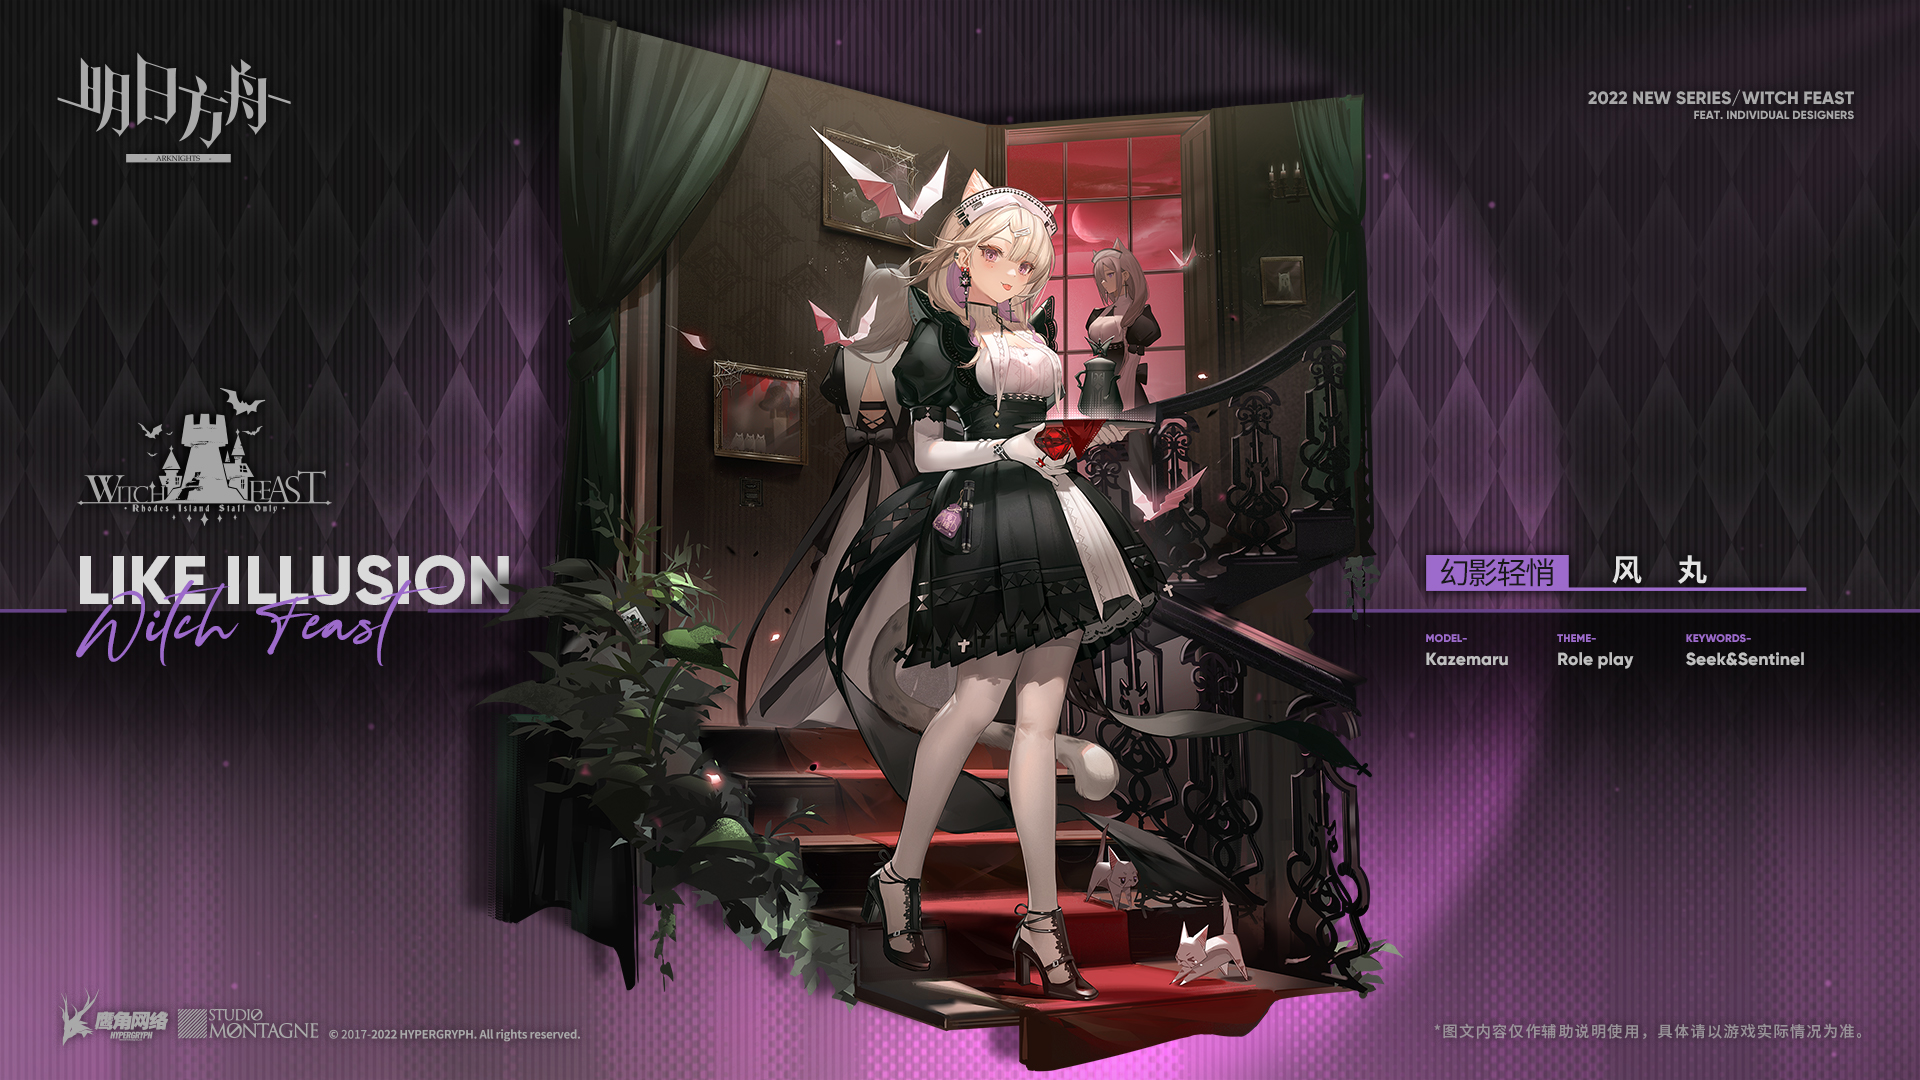 明日方舟
ARKNIGHTS
2022 NEW SERIES/WITCH FEAST
FEAT. INDIVIDUAL DESIGNERS
WITCH FEAST
Rhodes Island Staff Only
LIKE ILLUSION
Witch Feast
幻影轻悄 风丸
MODEL- THEME- KEYWORDS-
Kazemaru Role play Seek&Sentinel
鹰角网络
HYPERGRYPH
STUDIO
MØNTAGNE
© 2017-2022 HYPERGRYPH. All rights reserved.
*图文内容仅作辅助说明使用，具体请以游戏实际情况为准。